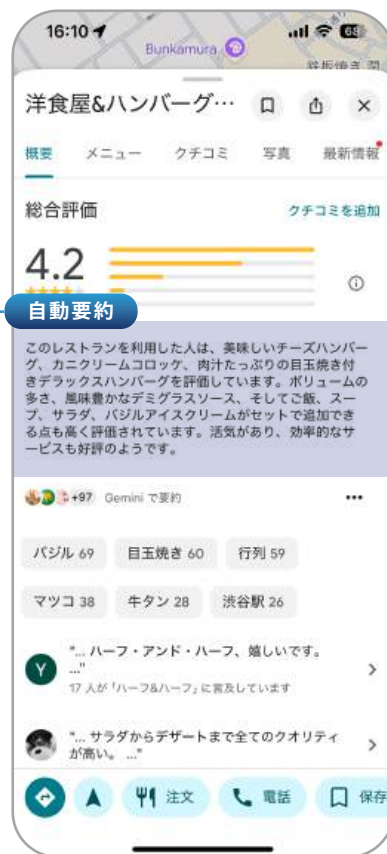 16:10
68
Bunkamura
鉄板焼き 潤
洋食屋&ハンバーグ…
概要 メニュー クチコミ 写真 最新情報
総合評価 クチコミを追加
4.2
自動要約
このレストランを利用した人は、美味しいチーズハンバー
グ、カニクリームコロッケ、肉汁たっぷりの目玉焼き付
きデラックスハンバーグを評価しています。ボリュームの
多さ、風味豊かなデミグラスソース、そしてご飯、スー
プ、サラダ、バジルアイスクリームがセットで追加でき
る点も高く評価されています。活気があり、効率的なサ
ービスも好評のようです。
+97 Gemini で要約
バジル 69 目玉焼き 60 行列 59
マツコ 38 牛タン 28 渋谷駅 26
Y
"... ハーフ・アンド・ハーフ、嬉しいです。
..."
17 人が「ハーフ&ハーフ」に言及しています
"... サラダからデザートまで全てのクオリティ
が高い。 ..."
注文 電話 保存